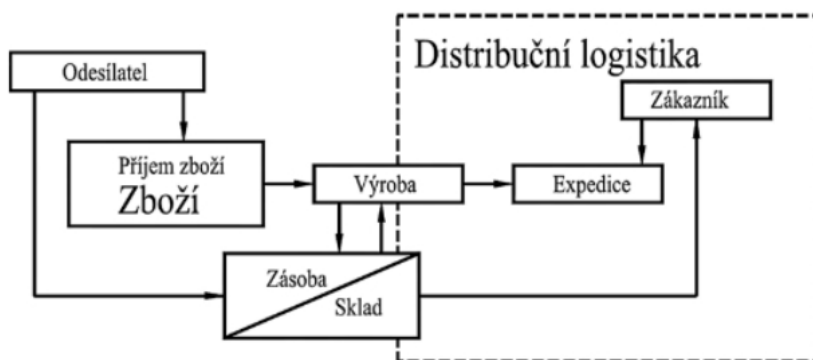 Distribuční logistika
Odesílatel
Zákazník
Příjem zboží
Zboží
Výroba
Expedice
Zásoba
Sklad